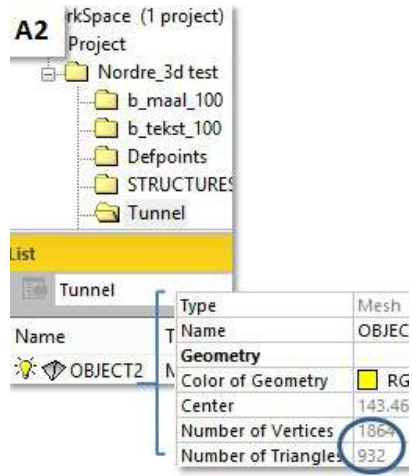 A2
rkSpace (1 project)
Project
Nordre_3d test
b_maal_100
b_tekst_100
Defpoints
STRUCTURES
Tunnel
List
Tunnel
Name T
OBJECT2 M
Type Mesh
Name OBJEC
Geometry
Color of Geometry RG
Center 143.46
Number of Vertices 1864
Number of Triangles 932